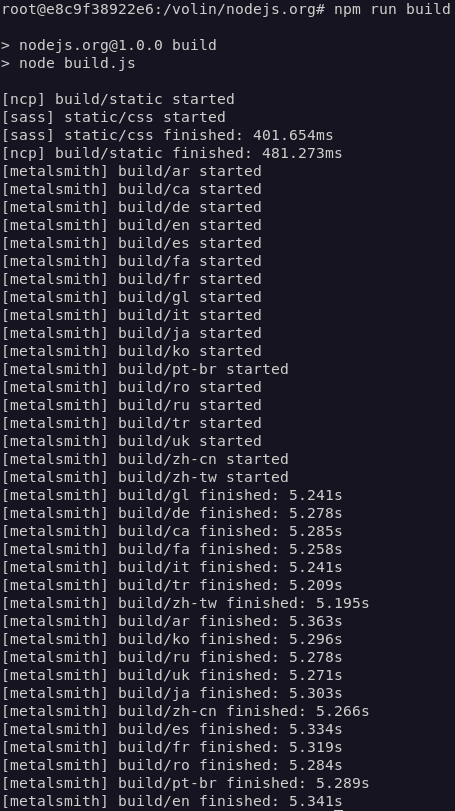 root@e8c9f38922e6:/volin/nodejs.org# npm run build
> nodejs.org@1.0.0 build
> node build.js
[ncp] build/static started
[sass] static/css started
[sass] static/css finished: 401.654ms
[ncp] build/static finished: 481.273ms
[metalsmith] build/ar started
[metalsmith] build/ca started
[metalsmith] build/de started
[metalsmith] build/en started
[metalsmith] build/es started
[metalsmith] build/fa started
[metalsmith] build/fr started
[metalsmith] build/gl started
[metalsmith] build/it started
[metalsmith] build/ja started
[metalsmith] build/ko started
[metalsmith] build/pt-br started
[metalsmith] build/ro started
[metalsmith] build/ru started
[metalsmith] build/tr started
[metalsmith] build/uk started
[metalsmith] build/zh-cn started
[metalsmith] build/zh-tw started
[metalsmith] build/gl finished: 5.241s
[metalsmith] build/de finished: 5.278s
[metalsmith] build/ca finished: 5.285s
[metalsmith] build/fa finished: 5.258s
[metalsmith] build/it finished: 5.241s
[metalsmith] build/tr finished: 5.209s
[metalsmith] build/zh-tw finished: 5.195s
[metalsmith] build/ar finished: 5.363s
[metalsmith] build/ko finished: 5.296s
[metalsmith] build/ru finished: 5.278s
[metalsmith] build/uk finished: 5.271s
[metalsmith] build/ja finished: 5.303s
[metalsmith] build/zh-cn finished: 5.266s
[metalsmith] build/es finished: 5.334s
[metalsmith] build/fr finished: 5.319s
[metalsmith] build/ro finished: 5.284s
[metalsmith] build/pt-br finished: 5.289s
[metalsmith] build/en finished: 5.341s